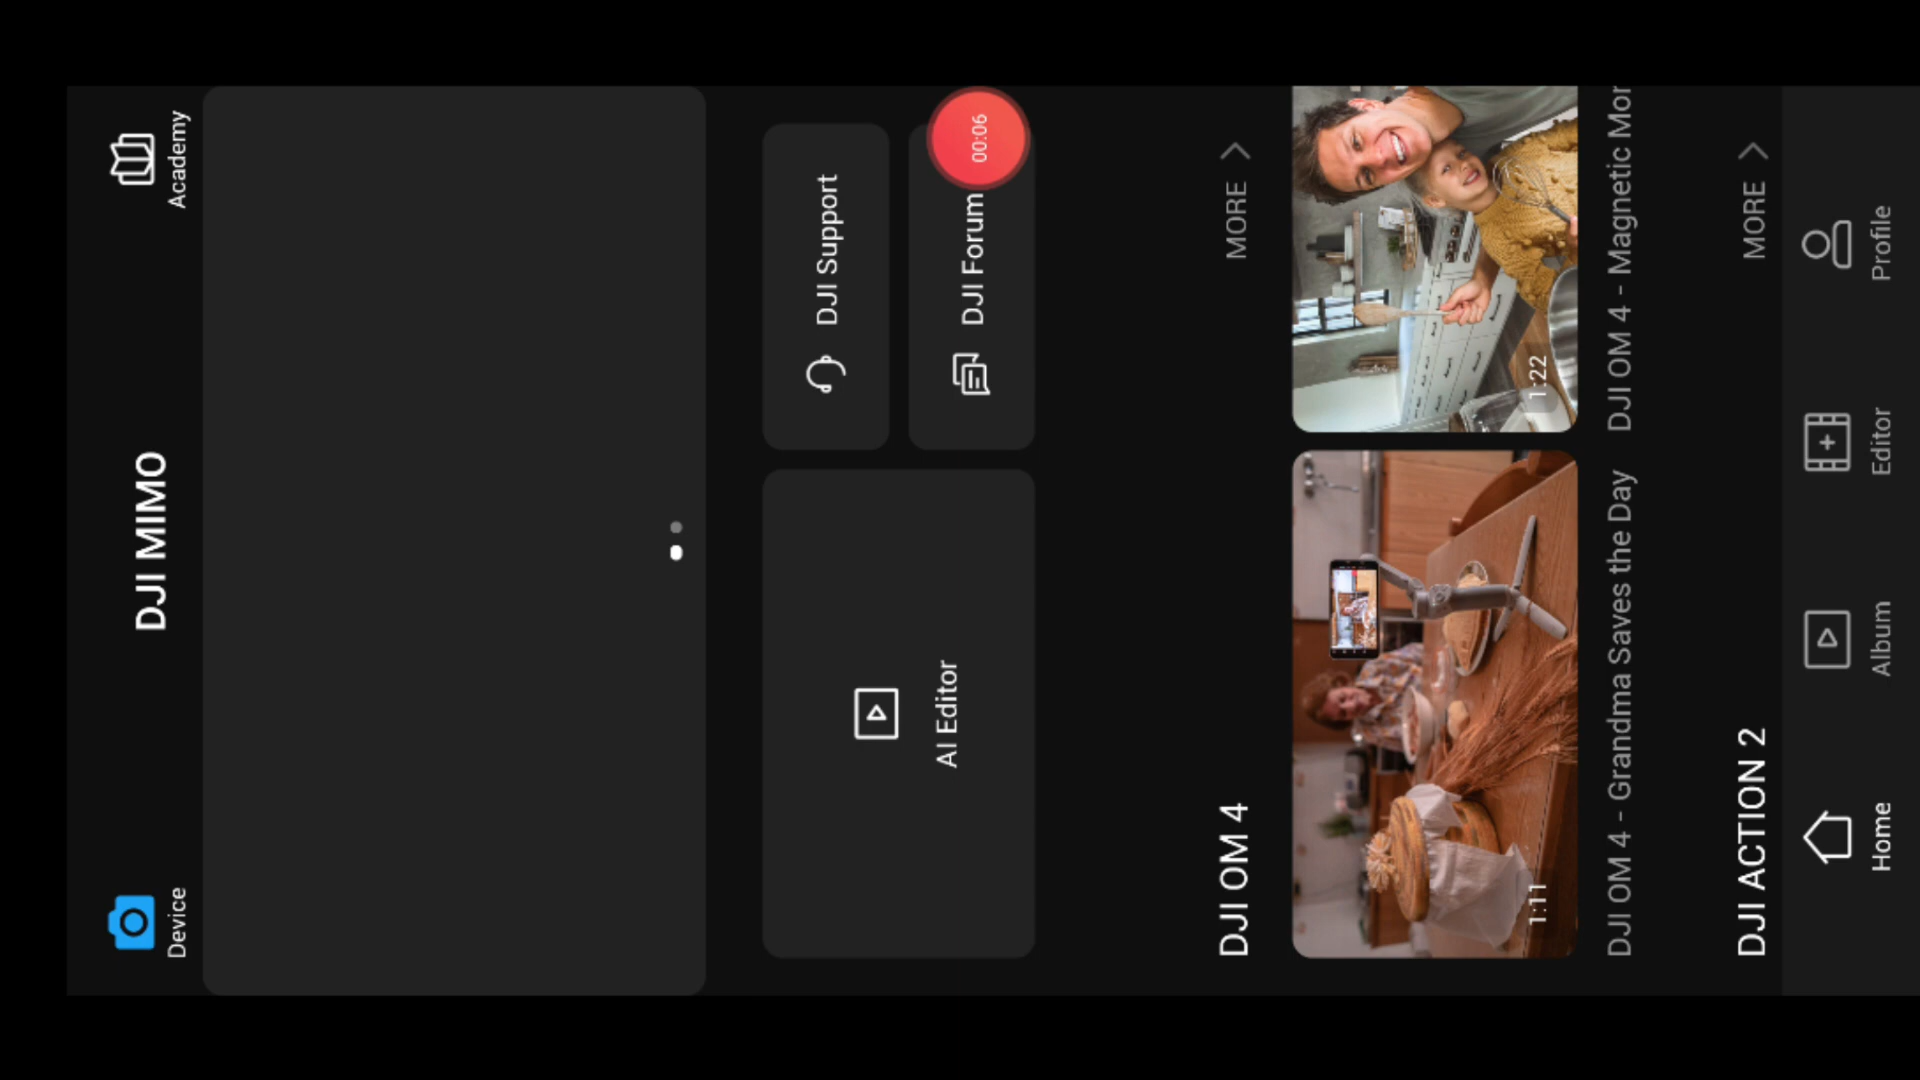 Device
DJI MIMO
Academy
AI Editor
DJI Support
DJI Forum
00:06
DJI OM 4
MORE
1:11
1:22
DJI OM 4 - Grandma Saves the Day
DJI OM 4 - Magnetic Mor
DJI ACTION 2
MORE
Home
Album
Editor
Profile